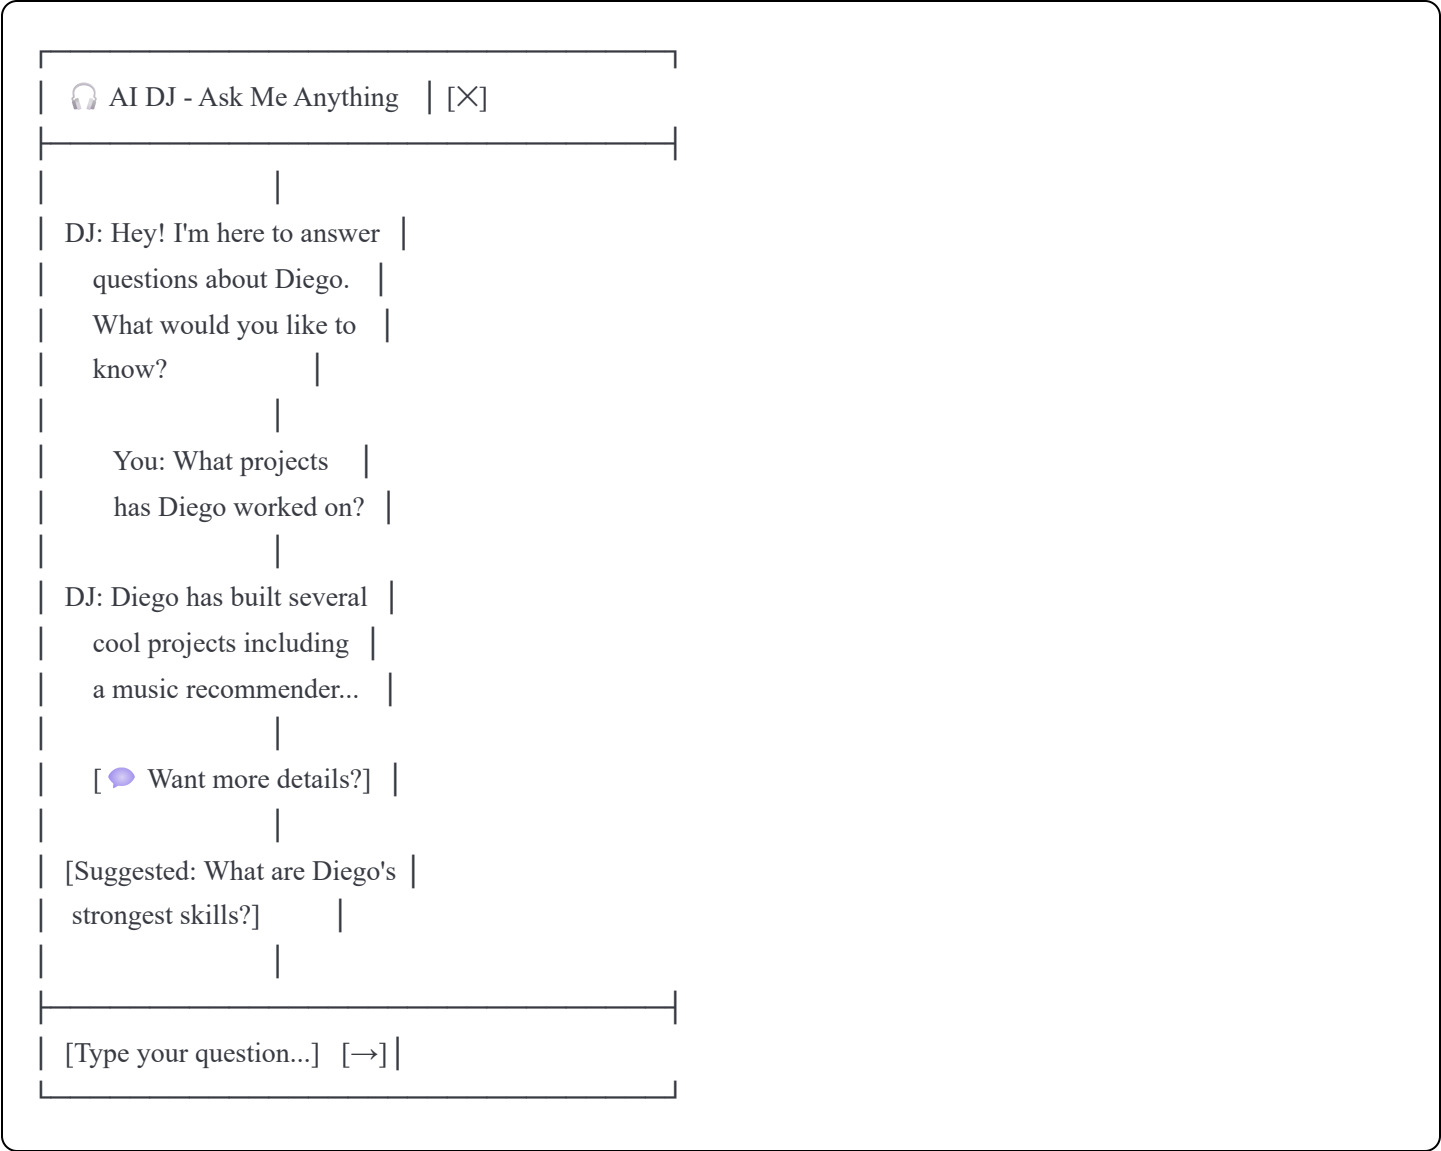 🎧 AI DJ - Ask Me Anything │ [✕]
DJ: Hey! I'm here to answer
questions about Diego.
What would you like to
know?
You: What projects
has Diego worked on?
DJ: Diego has built several
cool projects including
a music recommender...
[💬 Want more details?]
[Suggested: What are Diego's
strongest skills?]
[Type your question...] [→]